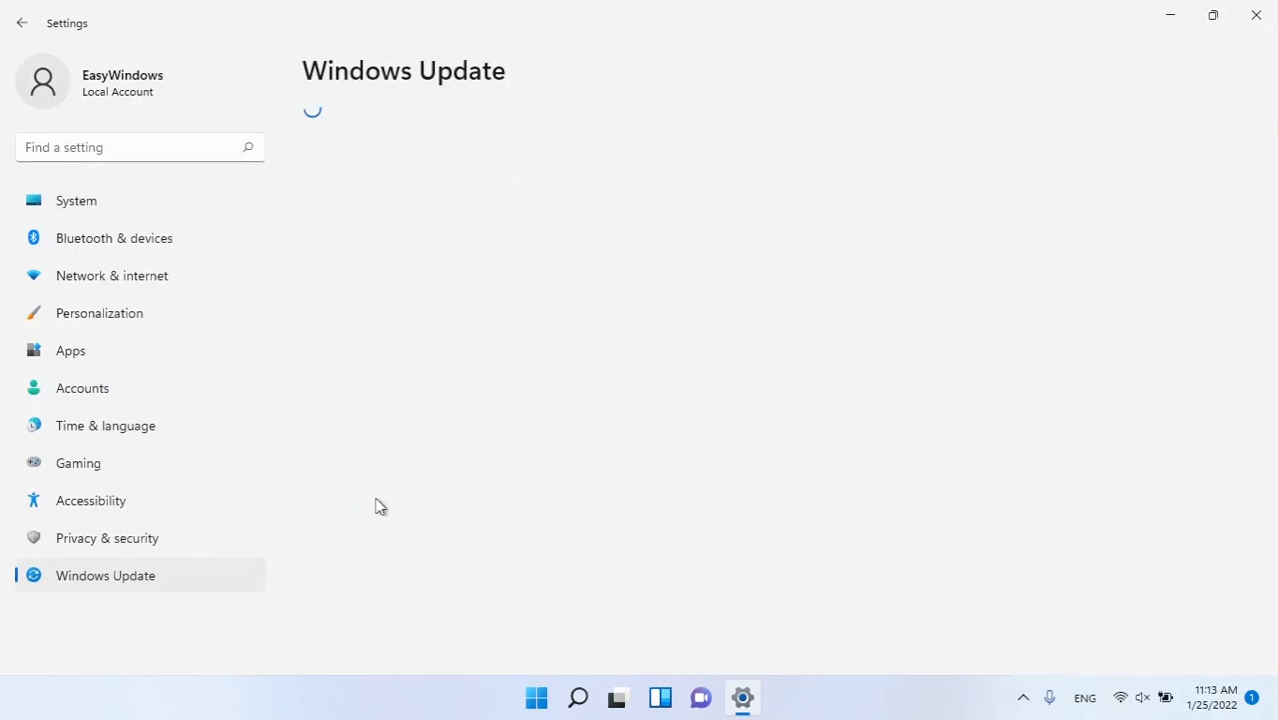 Settings
EasyWindows
Local Account
Find a setting
Windows Update
System
Bluetooth & devices
Network & internet
Personalization
Apps
Accounts
Time & language
Gaming
Accessibility
Privacy & security
Windows Update
ENG
11:13 AM
1/25/2022
1